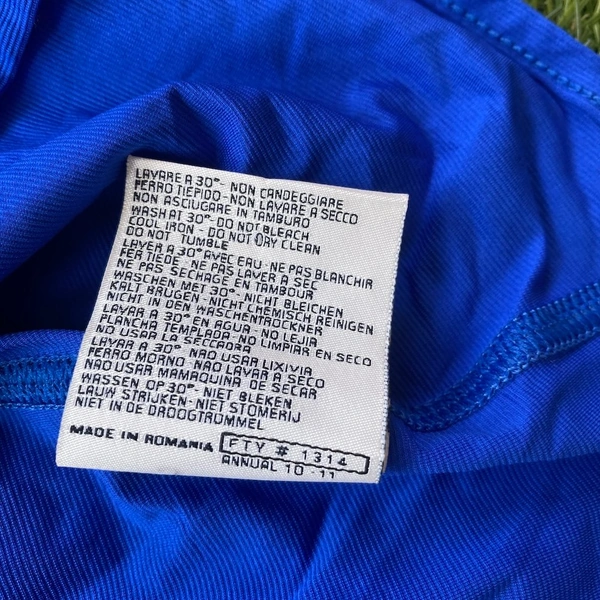 LAVARE A 30°- NON CANDEGGIARE
FERRO TIEPIDO - NON LAVARE A SECCO
NON ASCIUGARE IN TAMBURO
WASH AT 30°- DO NOT BLEACH
COOL IRON - DO NOT DRY CLEAN
DO NOT TUMBLE
LAVER A 30° AVEC EAU - NE PAS BLANCHIR
FER TIEDE - NE PAS LAVER A SEC
NE PAS SECHAGE EN TAMBOUR
WASCHEN MET 30°- NICHT BLEICHEN
KALT BRUGEN - NICHT CHEMISCH REINIGEN
NICHT IN DEN WASCHENTROCKNER
LAVAR A 30° EN AGUA - NO LEJIA
PLANCHA TEMPLADA - NO LIMPIAR EN SECO
NO USAR LA SECCADORA
LAVAR A 30°- NAO USAR LIXIVIA
FERRO MORNO - NAO LAVAR A SECO
NAO USAR MAMAQUINA DE SECAR
WASSEN OP 30°- NIET BLEKEN
LAUW STRIJKEN - NIET STOMERIJ
NIET IN DE DROOGTROMMEL
MADE IN ROMANIA FTY # 1314
ANNUAL 10 - 11